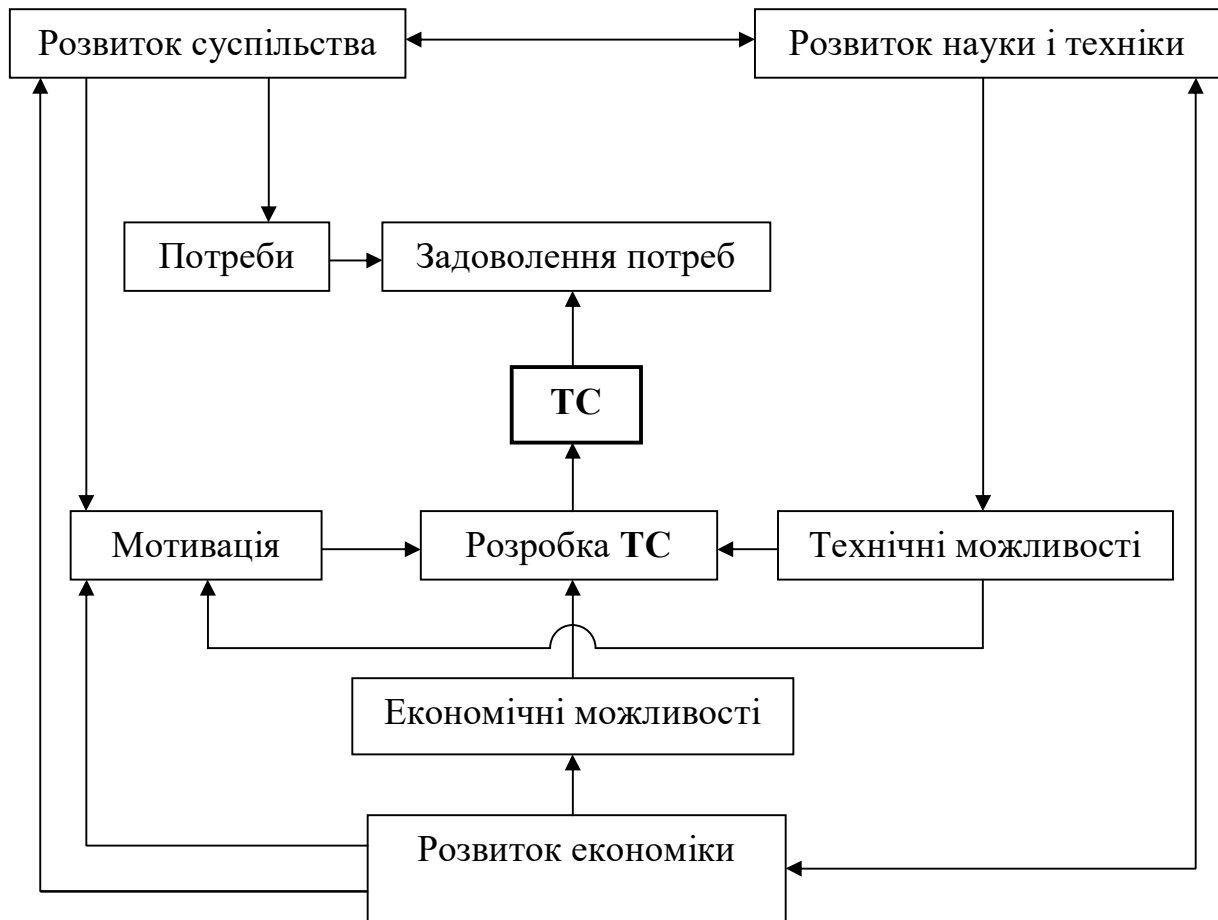 Розвиток суспільства
Розвиток науки і техніки
Потреби
Задоволення потреб
ТС
Мотивація
Розробка ТС
Технічні можливості
Економічні можливості
Розвиток економіки